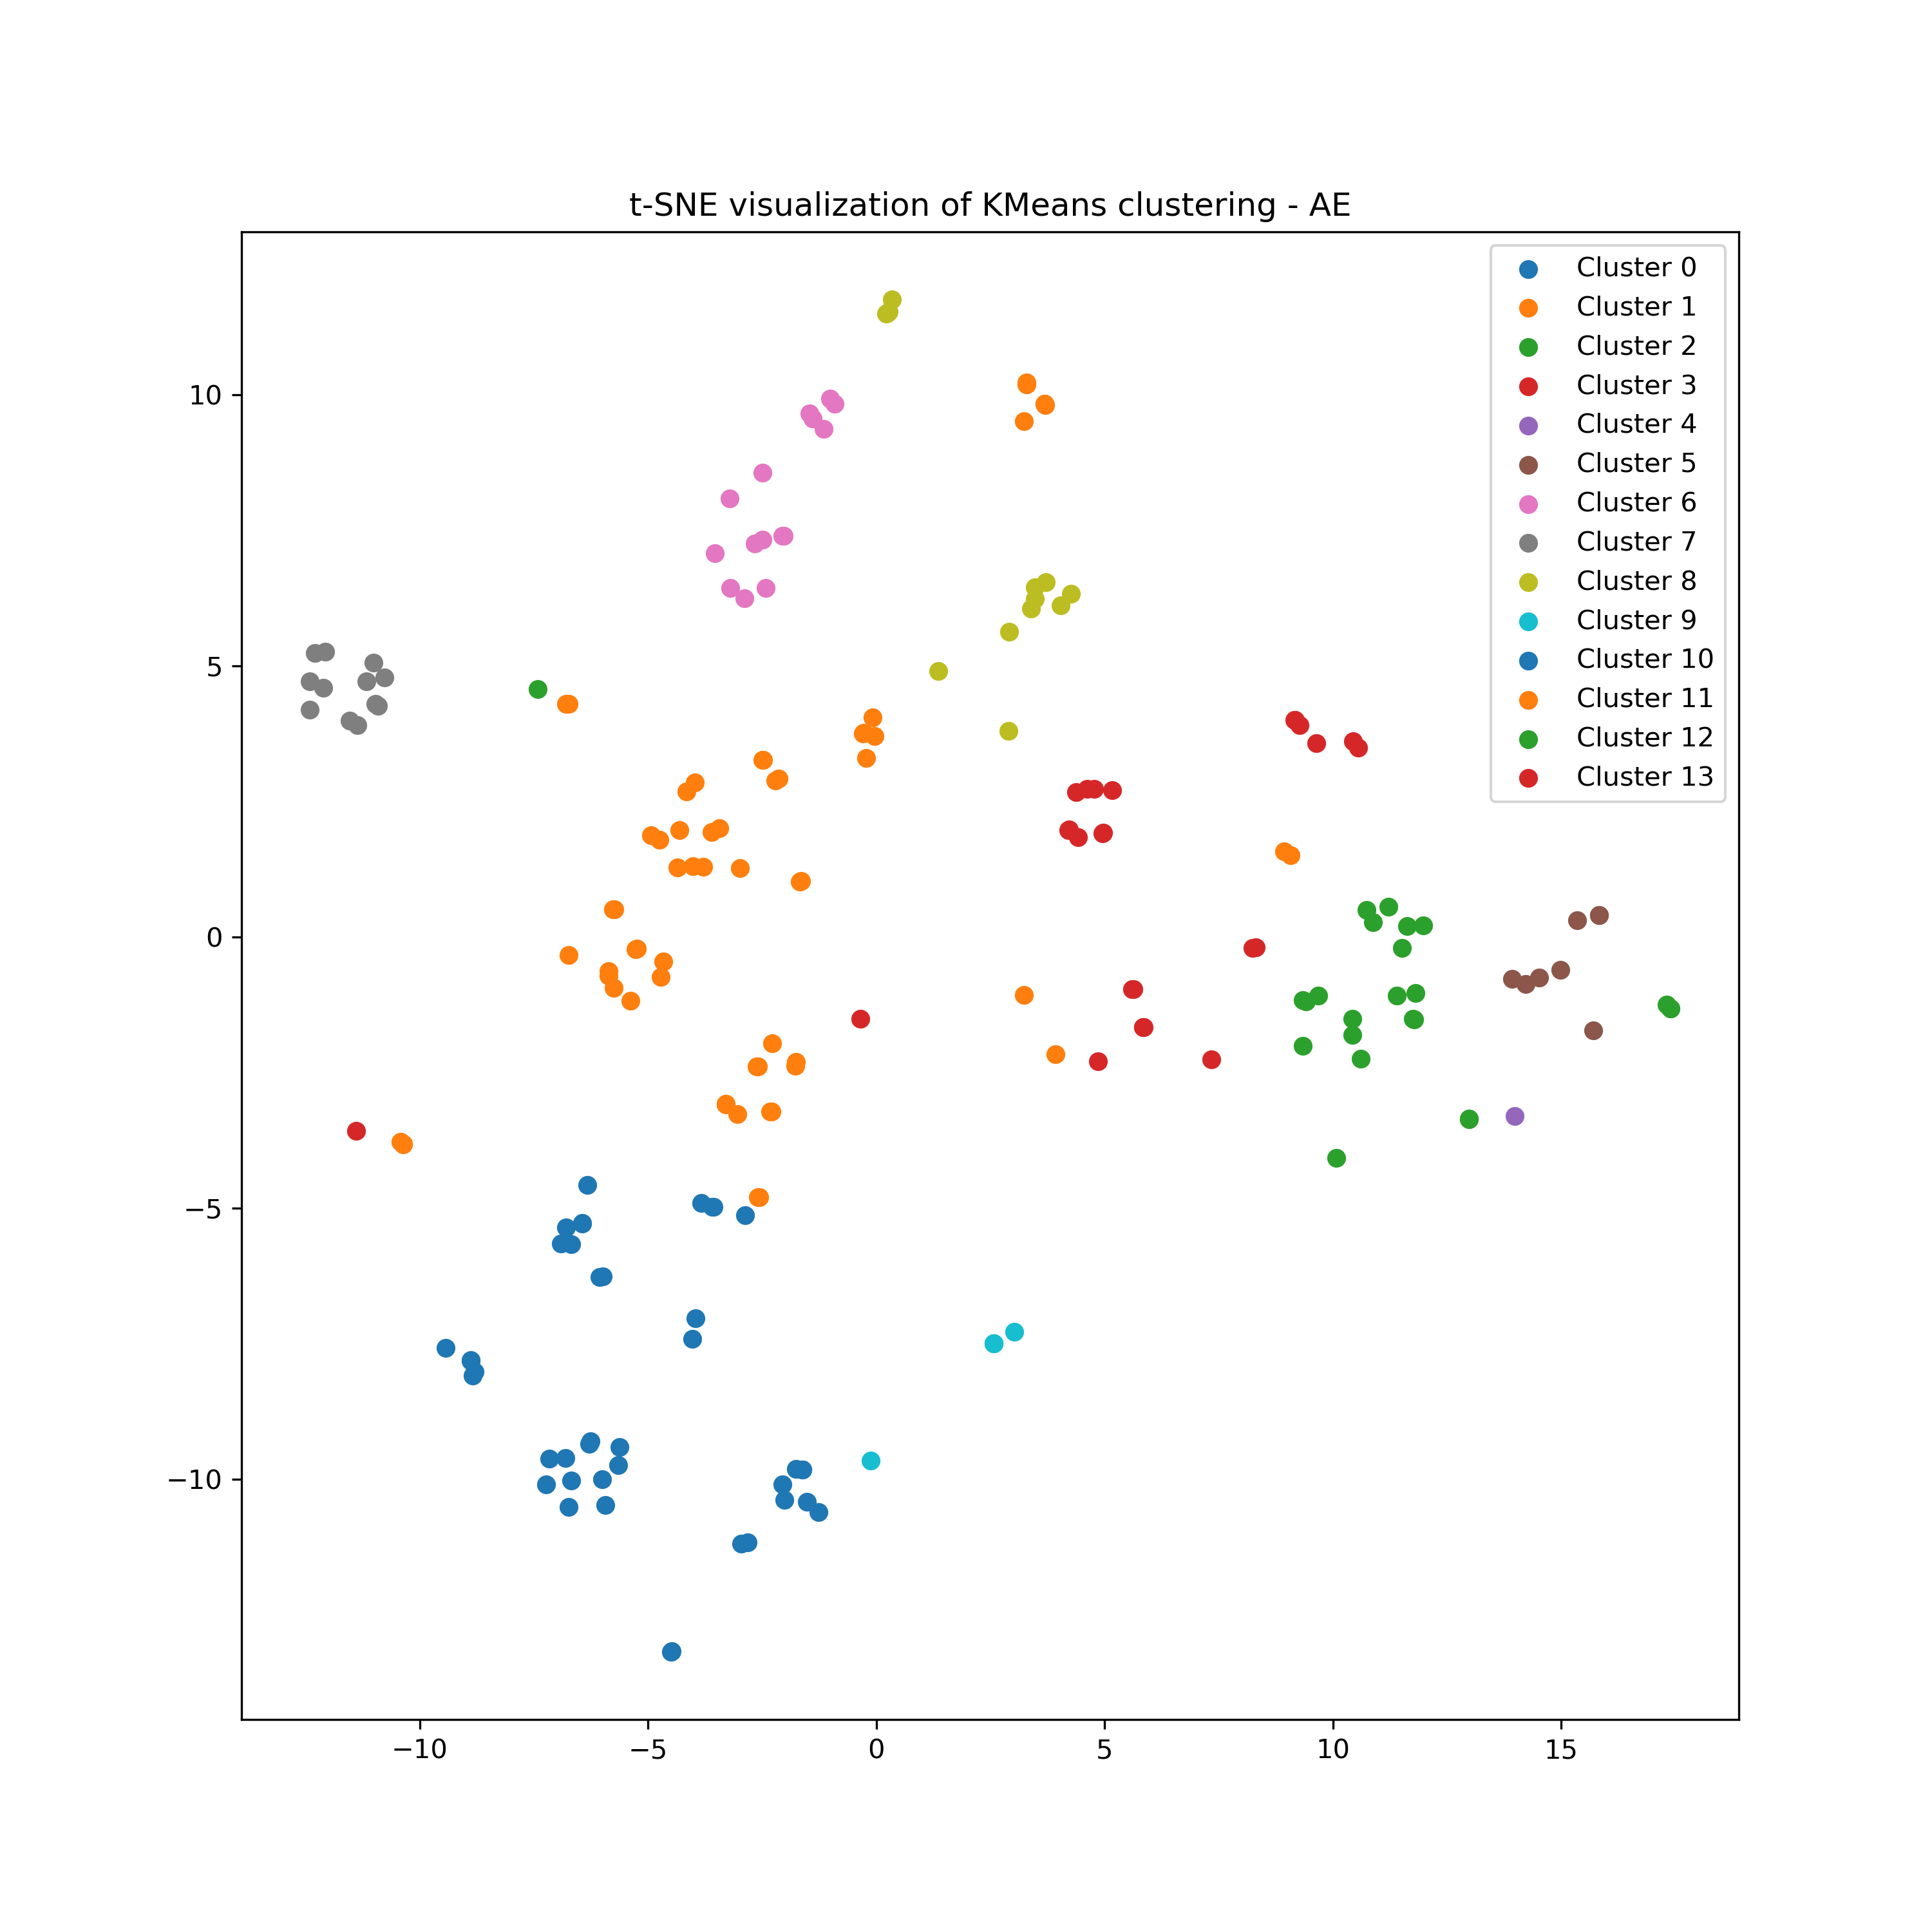 t-SNE visualization of KMeans clustering - AE
Cluster 0
Cluster 1
Cluster 2
Cluster 3
Cluster 4
Cluster 5
Cluster 6
Cluster 7
Cluster 8
Cluster 9
Cluster 10
Cluster 11
Cluster 12
Cluster 13
10
5
0
−5
−10
−10
−5
0
5
10
15